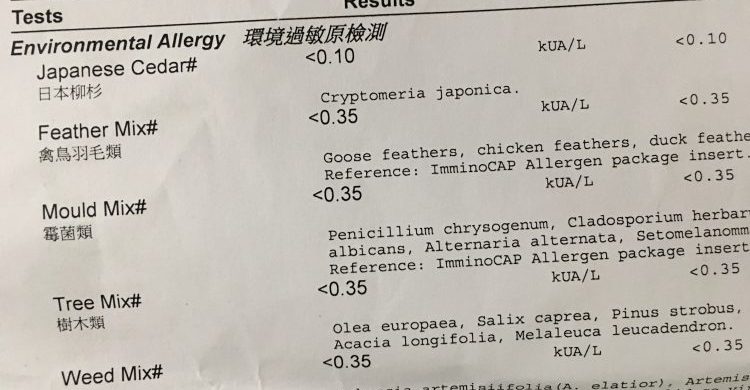 Tests Results
Environmental Allergy 環境過敏原檢測
Japanese Cedar# <0.10 kUA/L <0.10
日本柳杉
Cryptomeria japonica.
Feather Mix# <0.35 kUA/L <0.35
禽鳥羽毛類
Goose feathers, chicken feathers, duck feathe
Reference: ImminoCAP Allergen package insert.
Mould Mix# <0.35 kUA/L <0.35
霉菌類
Penicillium chrysogenum, Cladosporium herbar
albicans, Alternaria alternata, Setomelanomm
Reference: ImminoCAP Allergen package insert
Tree Mix# <0.35 kUA/L <0.35
樹木類
Olea europaea, Salix caprea, Pinus strobus,
Acacia longifolia, Melaleuca leucadendron.
Weed Mix# <0.35 kUA/L <0.35
artemisiifolia(A. elatior), Artemis